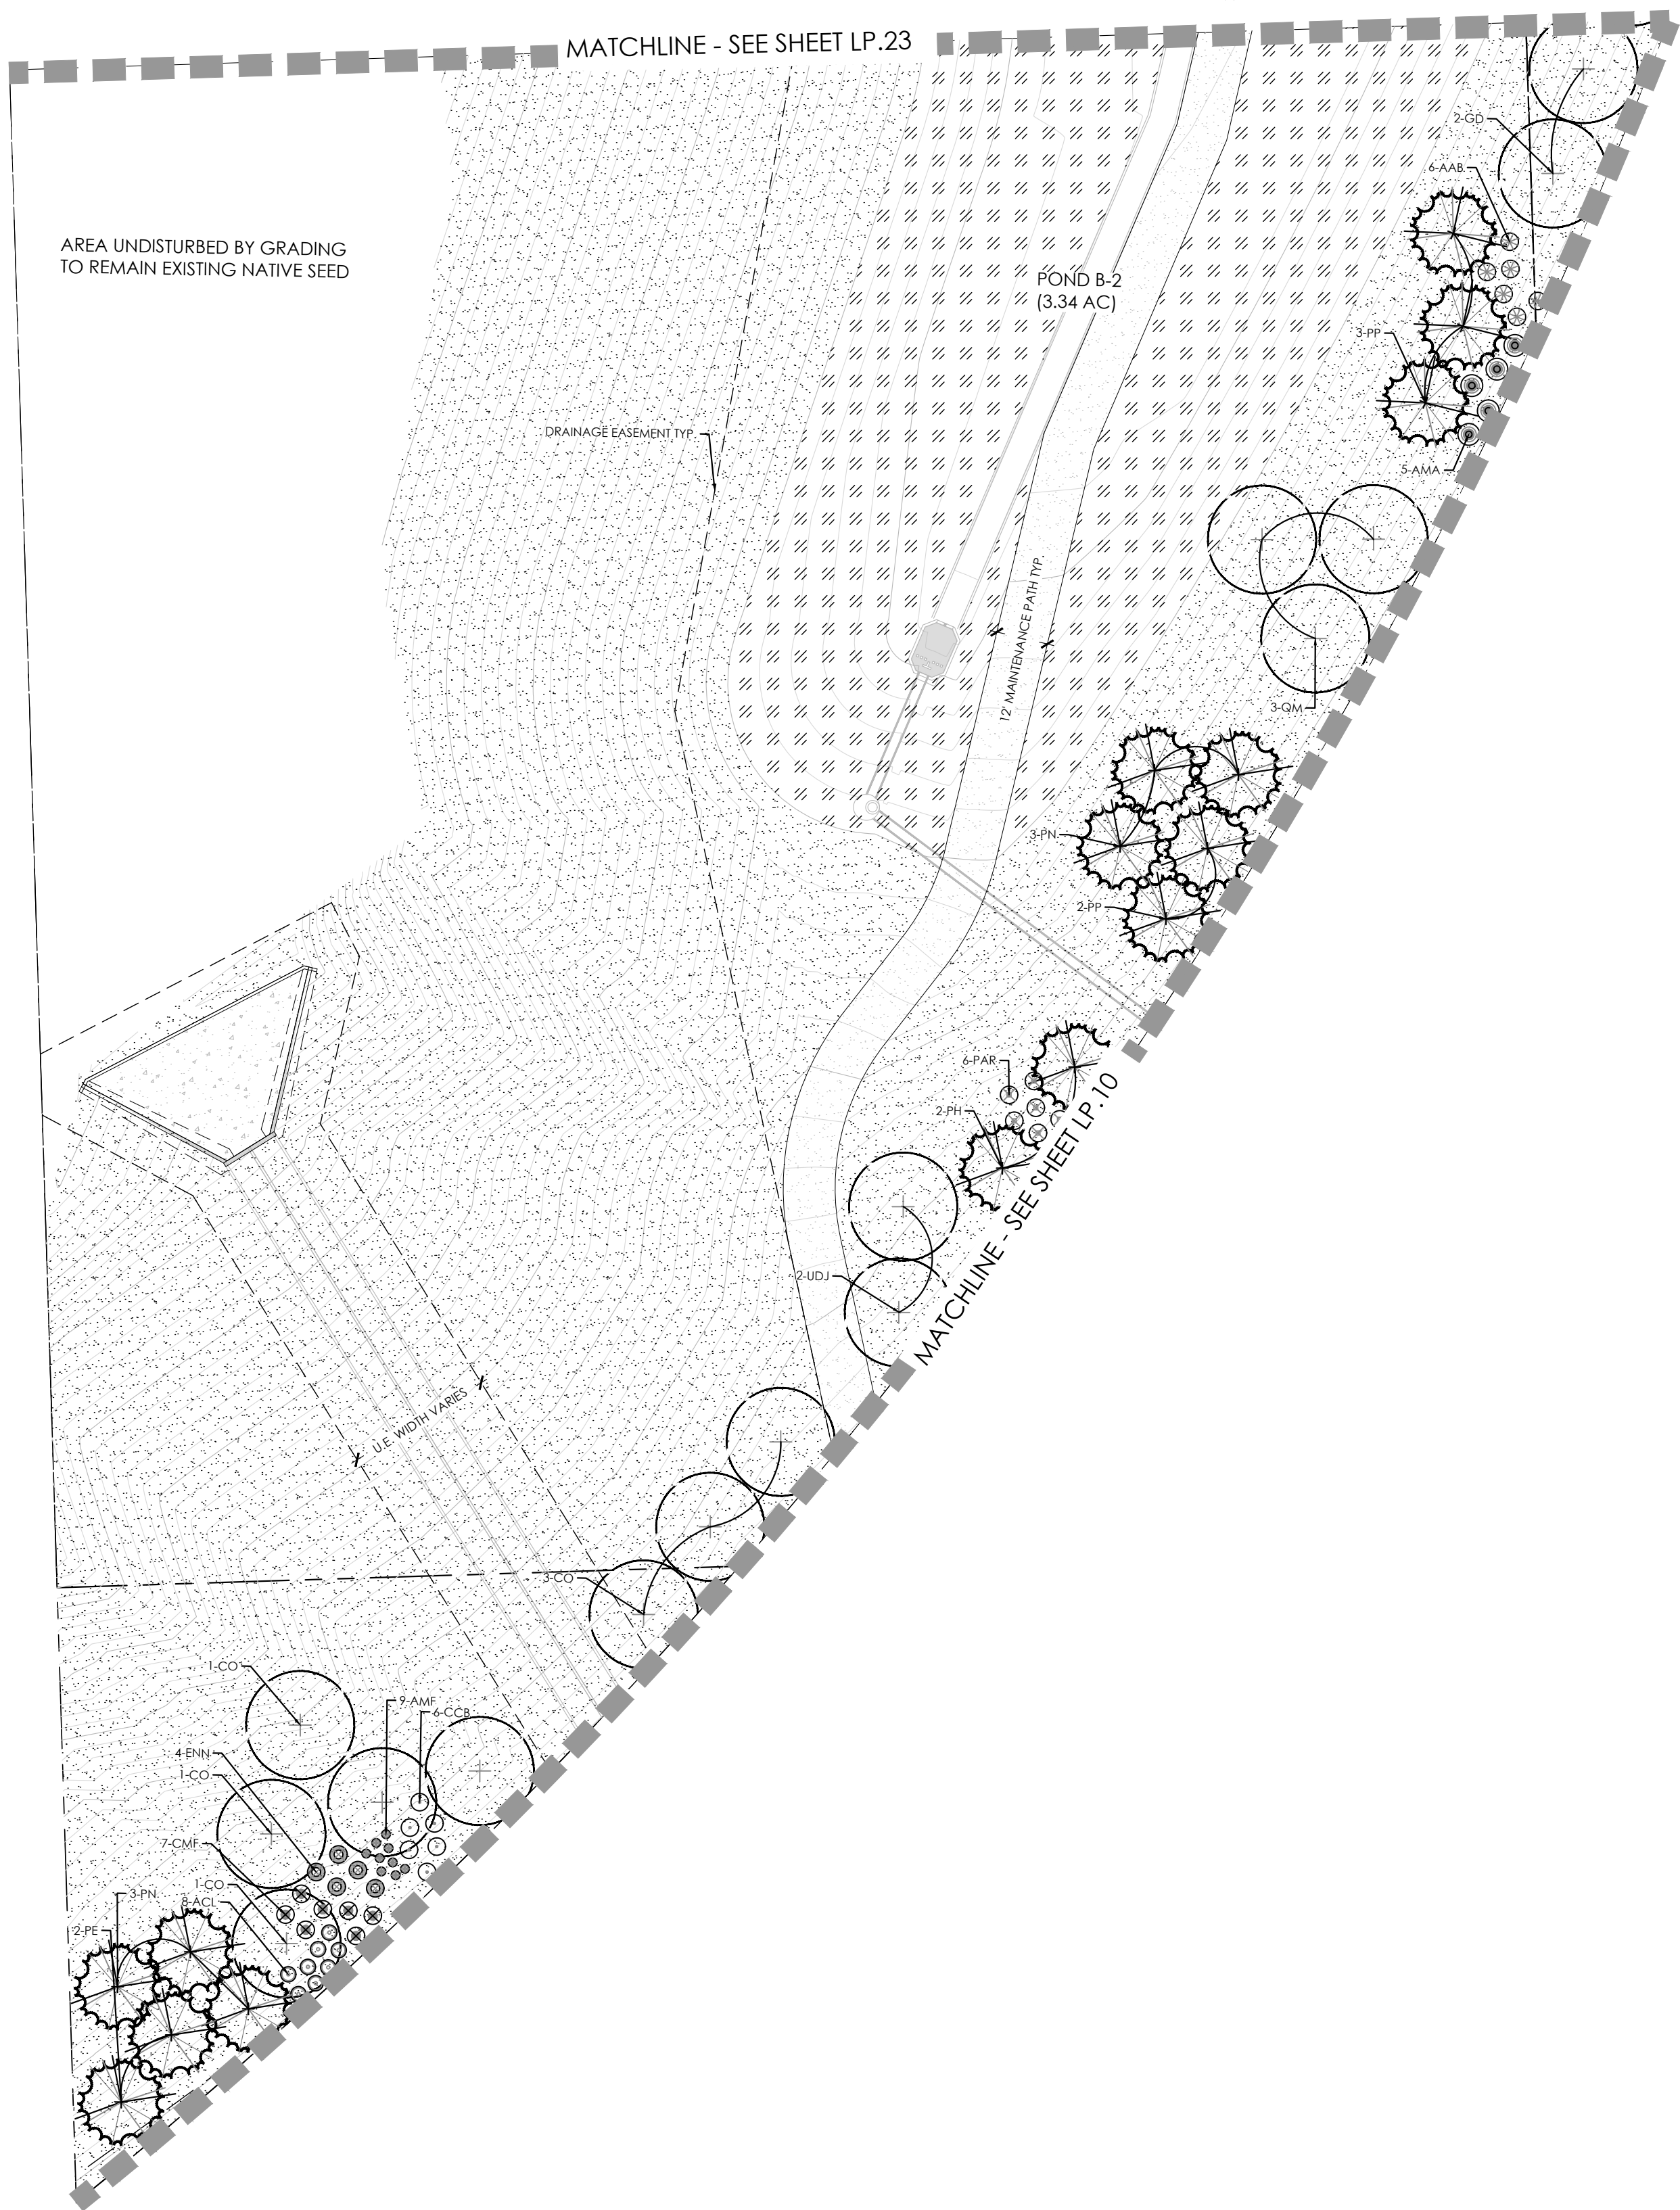 MATCHLINE - SEE SHEET LP.23
2-GD
6-AAB
AREA UNDISTURBED BY GRADING
TO REMAIN EXISTING NATIVE SEED
POND B-2
(3.34 AC)
3-PP
DRAINAGE EASEMENT TYP.
5-AMA
12' MAINTENANCE PATH TYP.
3-QM
3-PN
2-PP
6-PAR
2-PH
MATCHLINE - SEE SHEET LP.10
2-UDJ
U.E. WIDTH VARIES
3-CO
1-CO
9-AMF
6-CCB
4-ENN
1-CO
7-CMF
1-CO
3-PN
8-ACL
2-PE